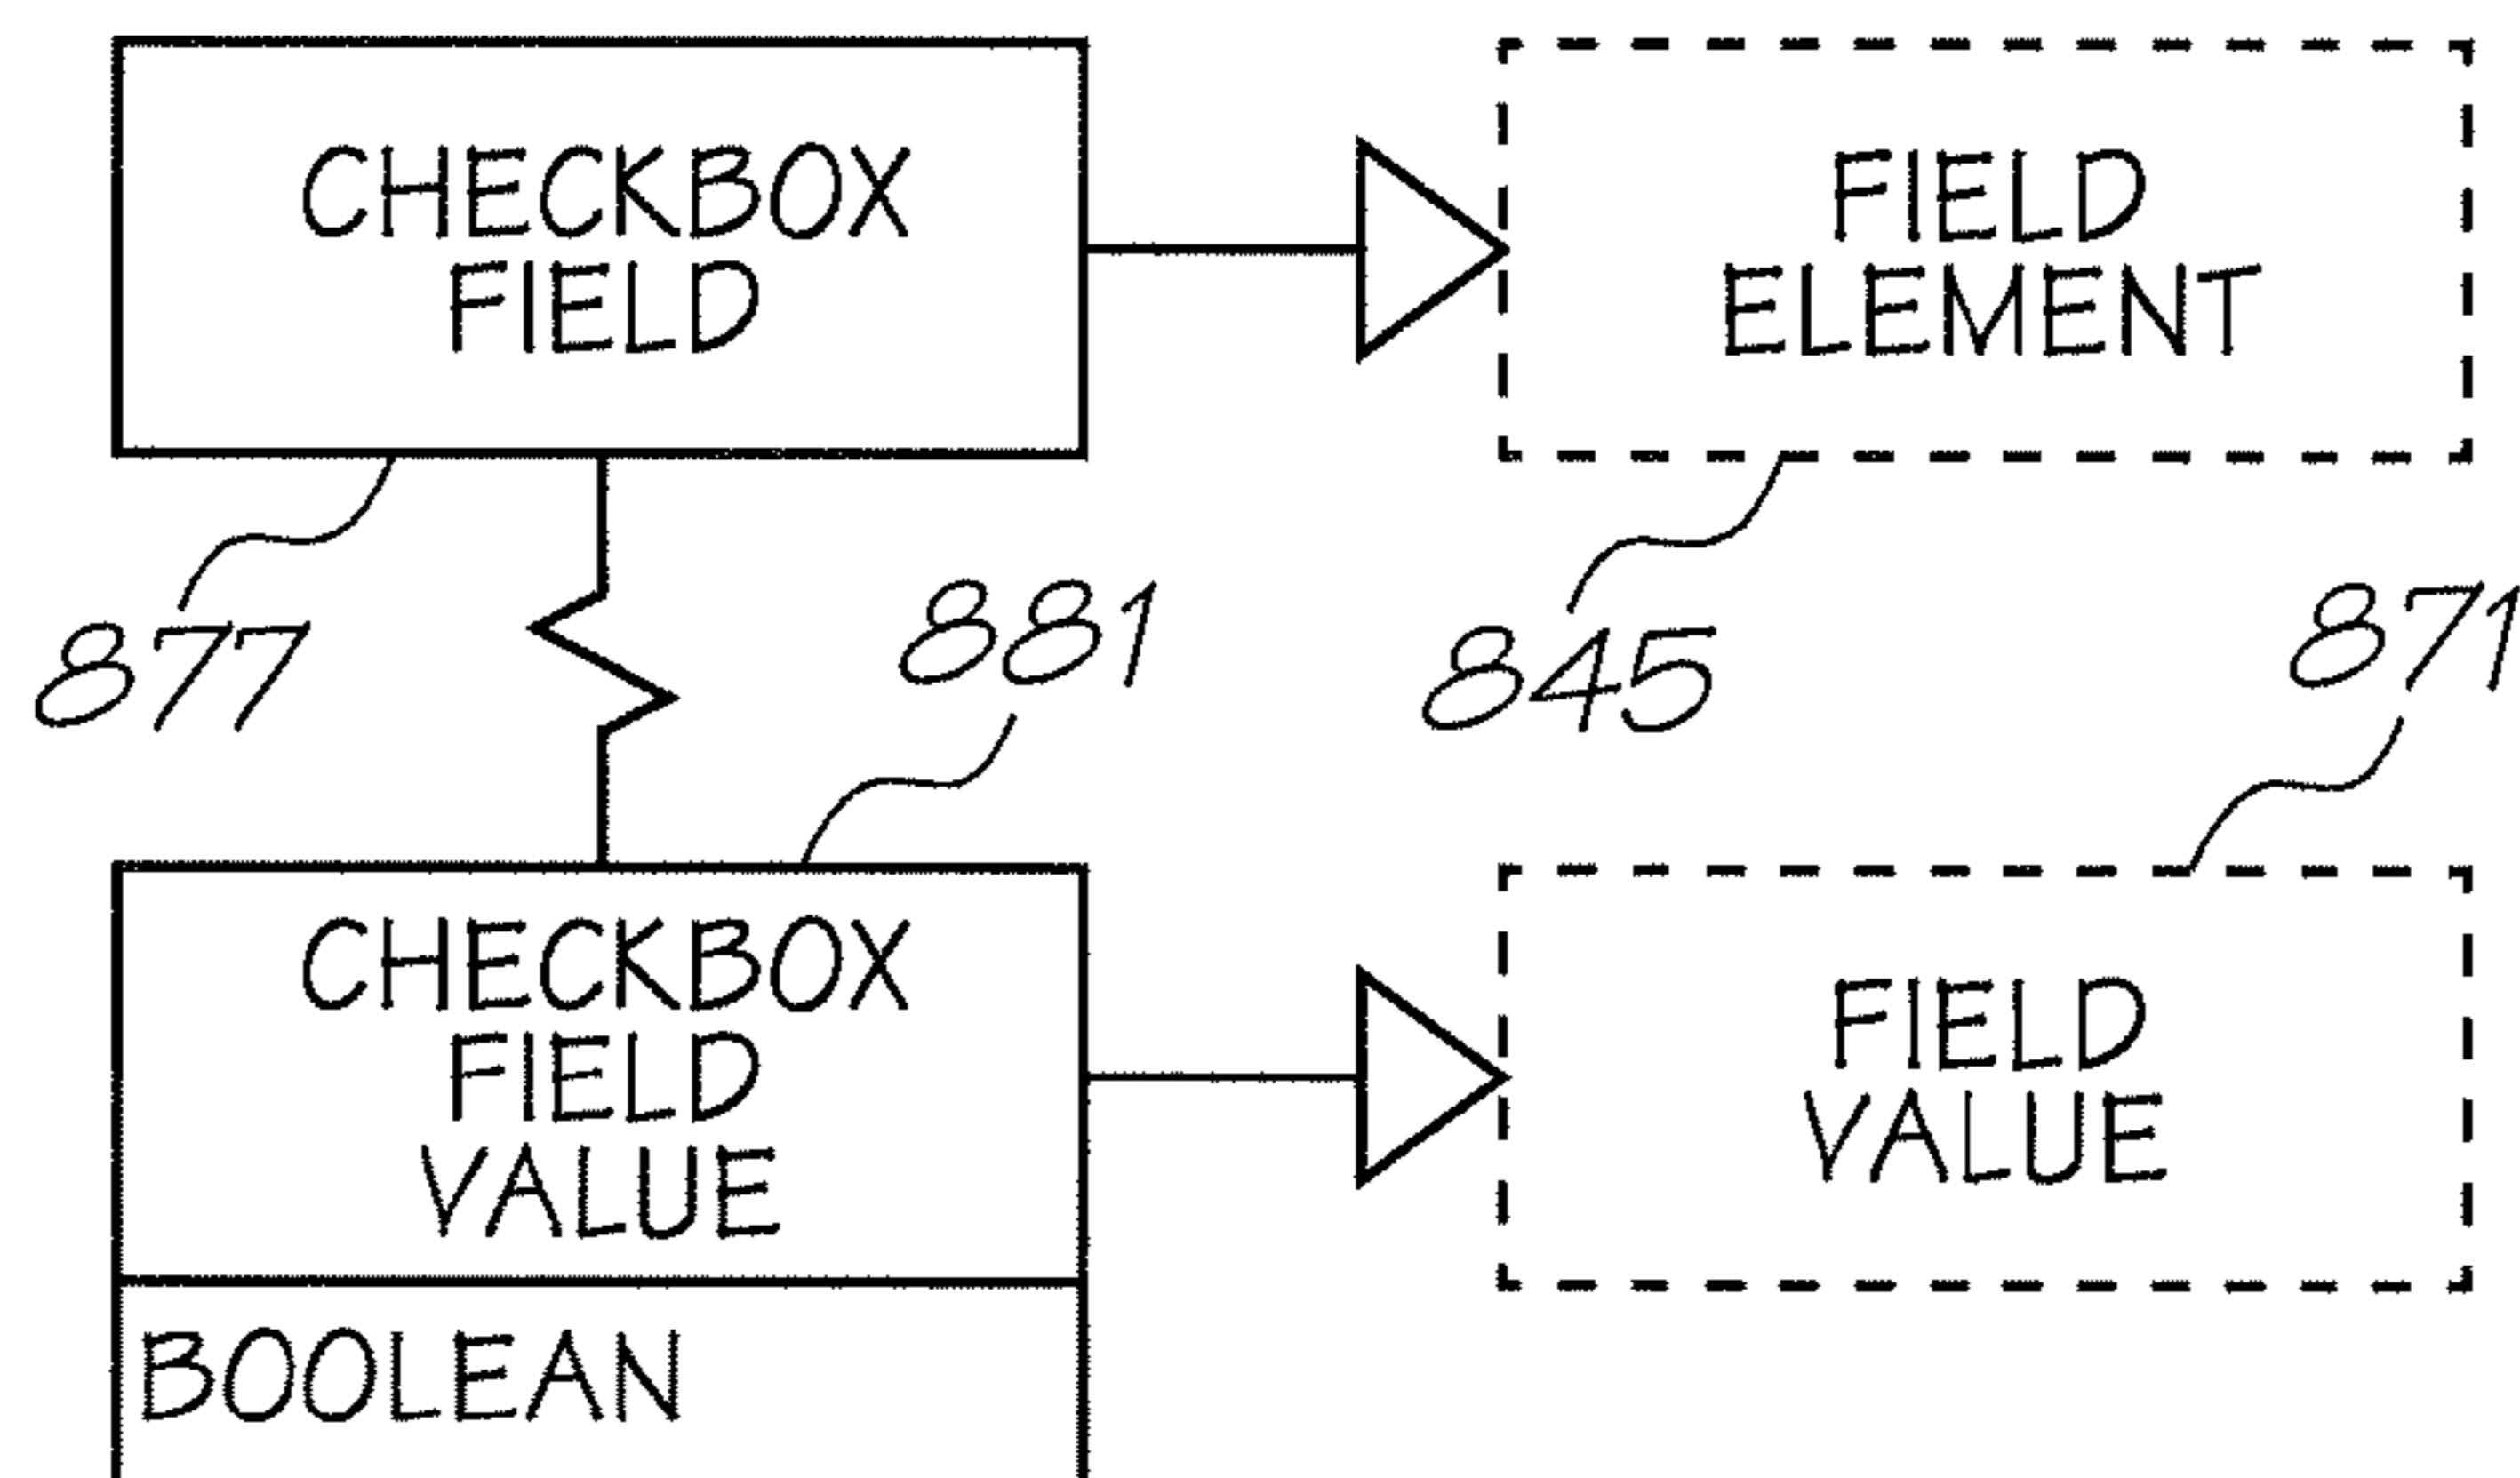 CHECKBOX
FIELD
FIELD
ELEMENT
877
881
845
871
CHECKBOX
FIELD
VALUE
FIELD
VALUE
BOOLEAN